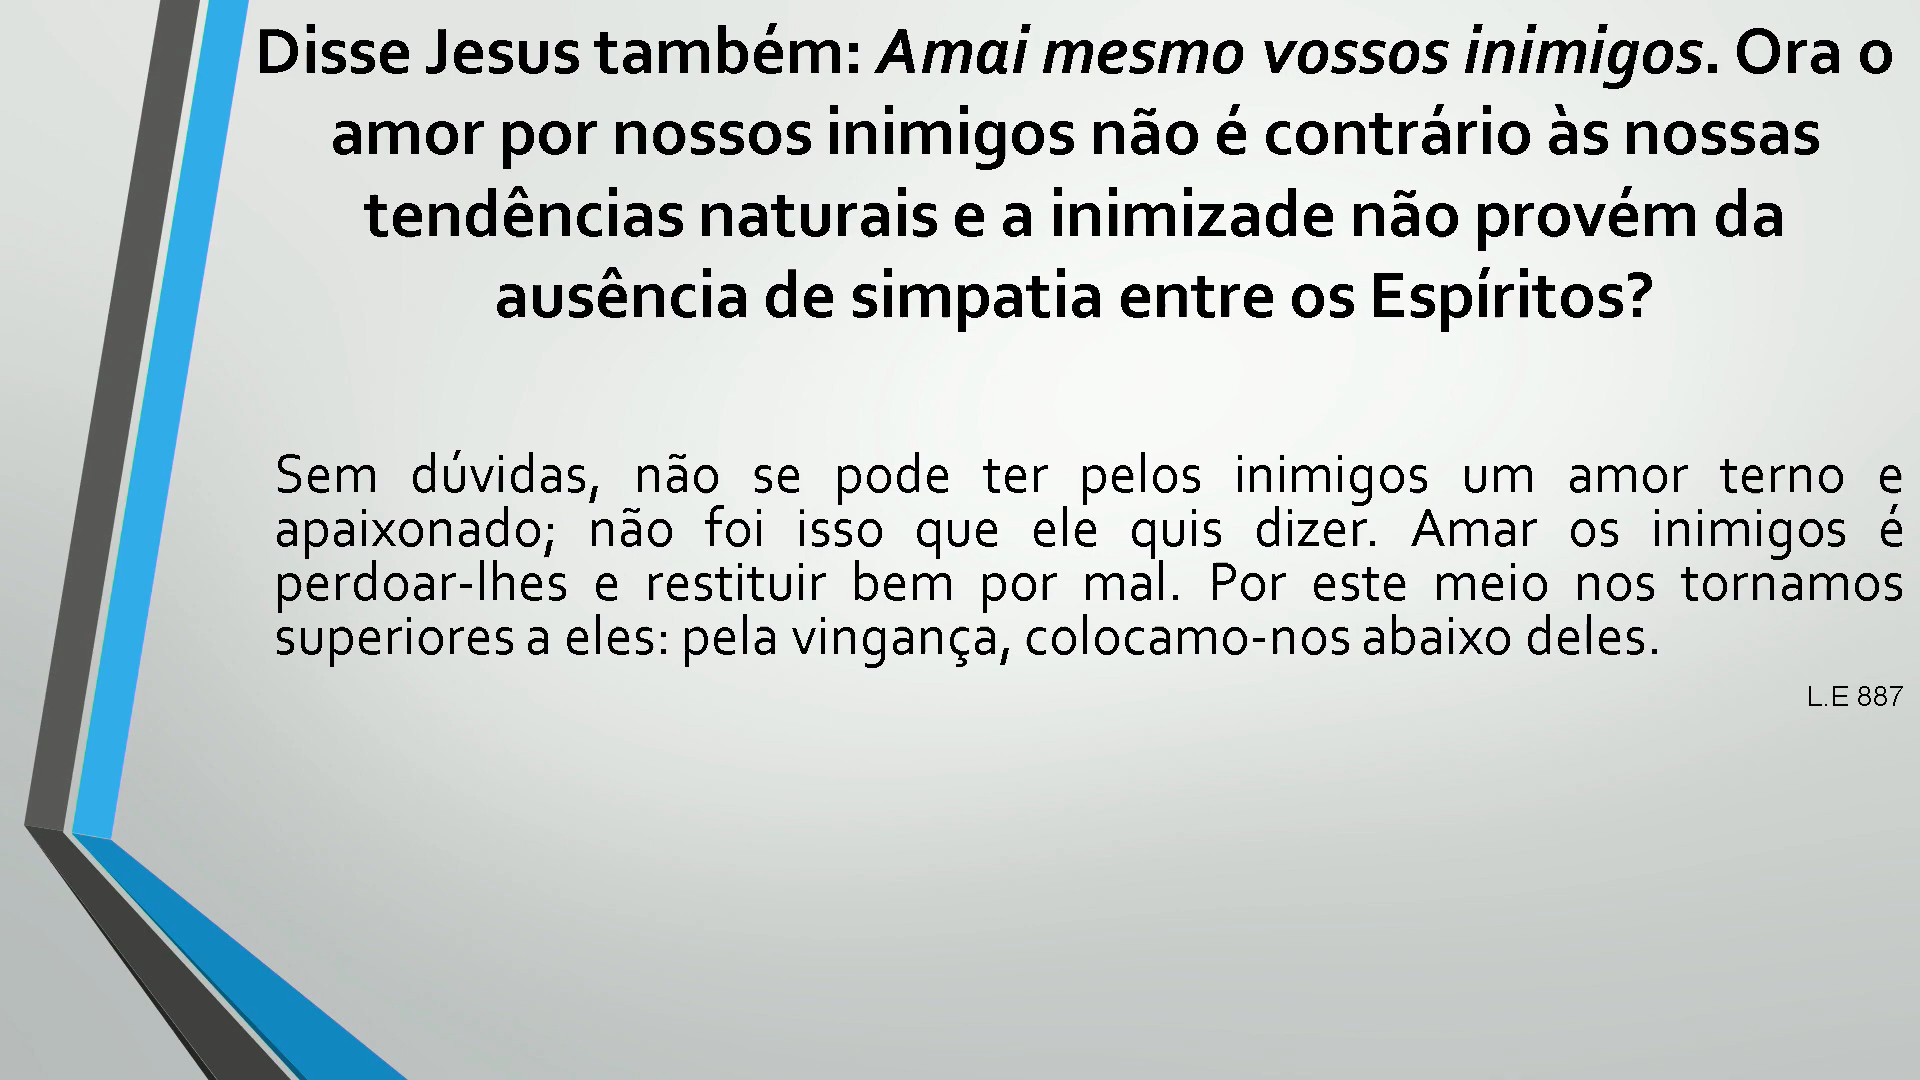 Disse Jesus também: Amai mesmo vossos inimigos. Ora o
amor por nossos inimigos não é contrário às nossas
tendências naturais e a inimizade não provém da
ausência de simpatia entre os Espíritos?
Sem dúvidas, não se pode ter pelos inimigos um amor terno e
apaixonado; não foi isso que ele quis dizer. Amar os inimigos é
perdoar-lhes e restituir bem por mal. Por este meio nos tornamos
superiores a eles: pela vingança, colocamo-nos abaixo deles.
L.E 887